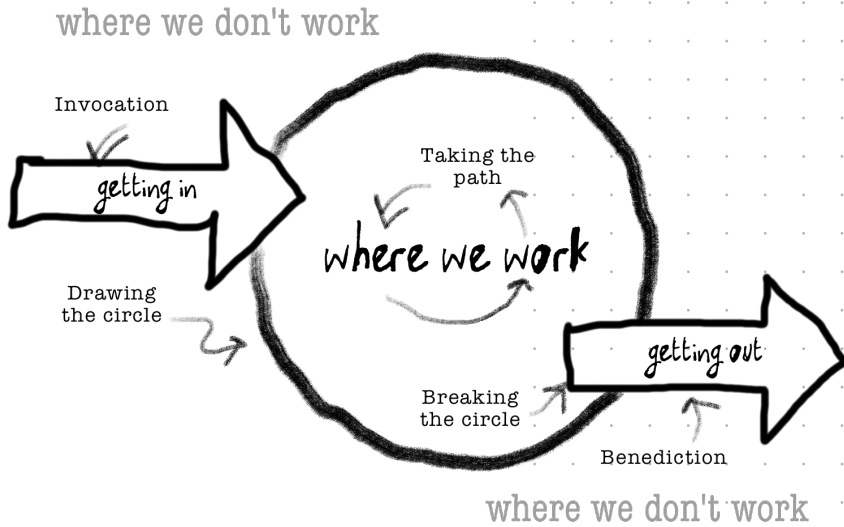 where we don't work
Invocation
getting in
Taking the
path
where we work
Drawing
the circle
getting out
Breaking
the circle
Benediction
where we don't work